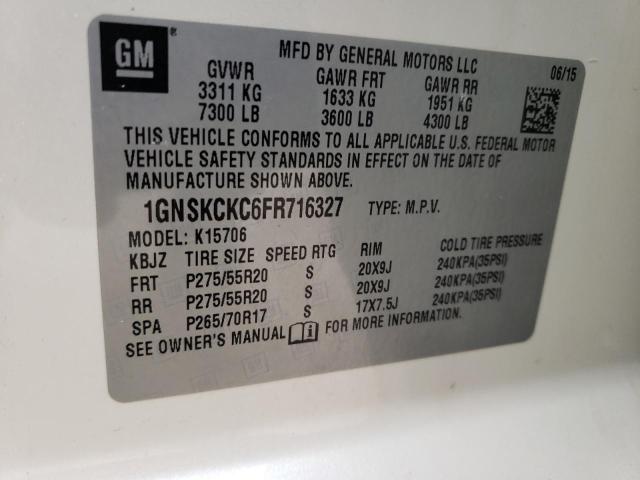 GM ®
MFD BY GENERAL MOTORS LLC
06/15
GVWR GAWR FRT GAWR RR
3311 KG 1633 KG 1951 KG
7300 LB 3600 LB 4300 LB
THIS VEHICLE CONFORMS TO ALL APPLICABLE U.S. FEDERAL MOTOR
VEHICLE SAFETY STANDARDS IN EFFECT ON THE DATE OF
MANUFACTURE SHOWN ABOVE.
1GNSKCKC6FR716327 TYPE: M.P.V.
MODEL: K15706
KBJZ TIRE SIZE SPEED RTG RIM COLD TIRE PRESSURE
FRT P275/55R20 S 20X9J 240KPA(35PSI)
RR P275/55R20 S 20X9J 240KPA(35PSI)
SPA P265/70R17 S 17X7.5J 240KPA(35PSI)
SEE OWNER'S MANUAL FOR MORE INFORMATION.